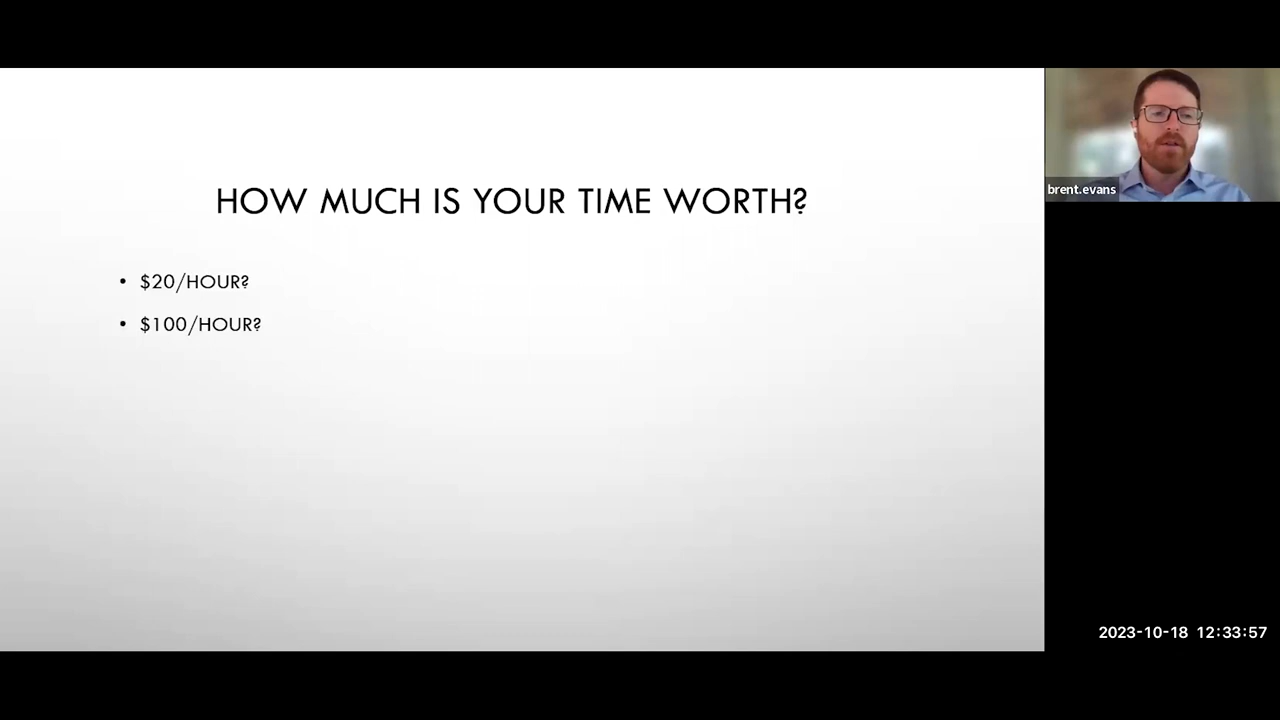 HOW MUCH IS YOUR TIME WORTH?
• $20/HOUR?
• $100/HOUR?
brent.evans
2023-10-18 12:33:57